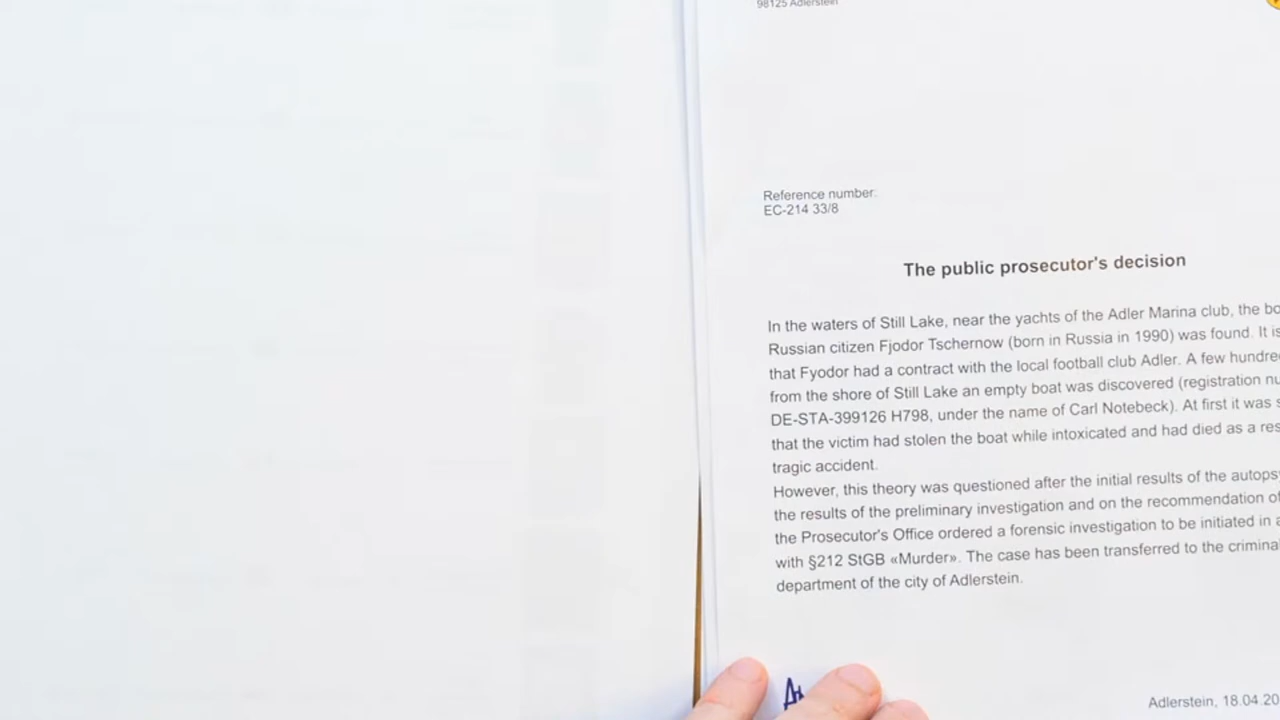 98125 Adlerstein
Reference number:
EC-214 33/8
The public prosecutor's decision
In the waters of Still Lake, near the yachts of the Adler Marina club, the bo
Russian citizen Fjodor Tschernow (born in Russia in 1990) was found. It is
that Fyodor had a contract with the local football club Adler. A few hundre
from the shore of Still Lake an empty boat was discovered (registration nu
DE-STA-399126 H798, under the name of Carl Notebeck). At first it was s
that the victim had stolen the boat while intoxicated and had died as a res
tragic accident.
However, this theory was questioned after the initial results of the autops
the results of the preliminary investigation and on the recommendation of
the Prosecutor's Office ordered a forensic investigation to be initiated in a
with §212 StGB «Murder». The case has been transferred to the crimina
department of the city of Adlerstein.
Adlerstein, 18.04.20